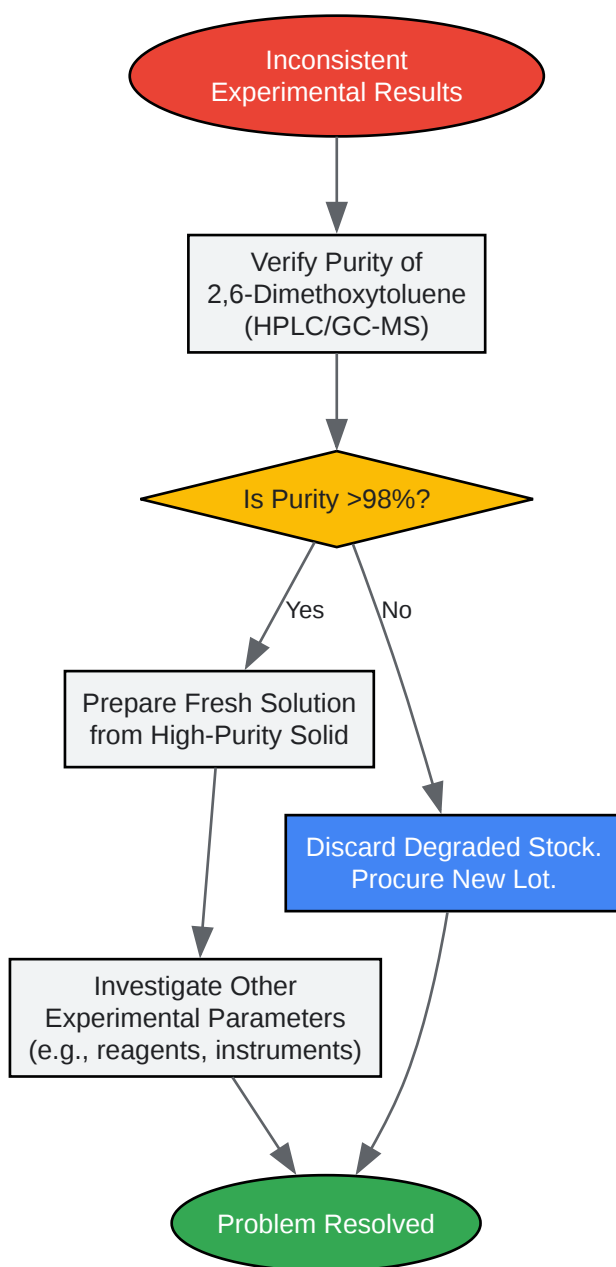 Inconsistent
Experimental Results
Verify Purity of
2,6-Dimethoxytoluene
(HPLC/GC-MS)
Is Purity >98%?
Yes
No
Prepare Fresh Solution
from High-Purity Solid
Discard Degraded Stock.
Procure New Lot.
Investigate Other
Experimental Parameters
(e.g., reagents, instruments)
Problem Resolved